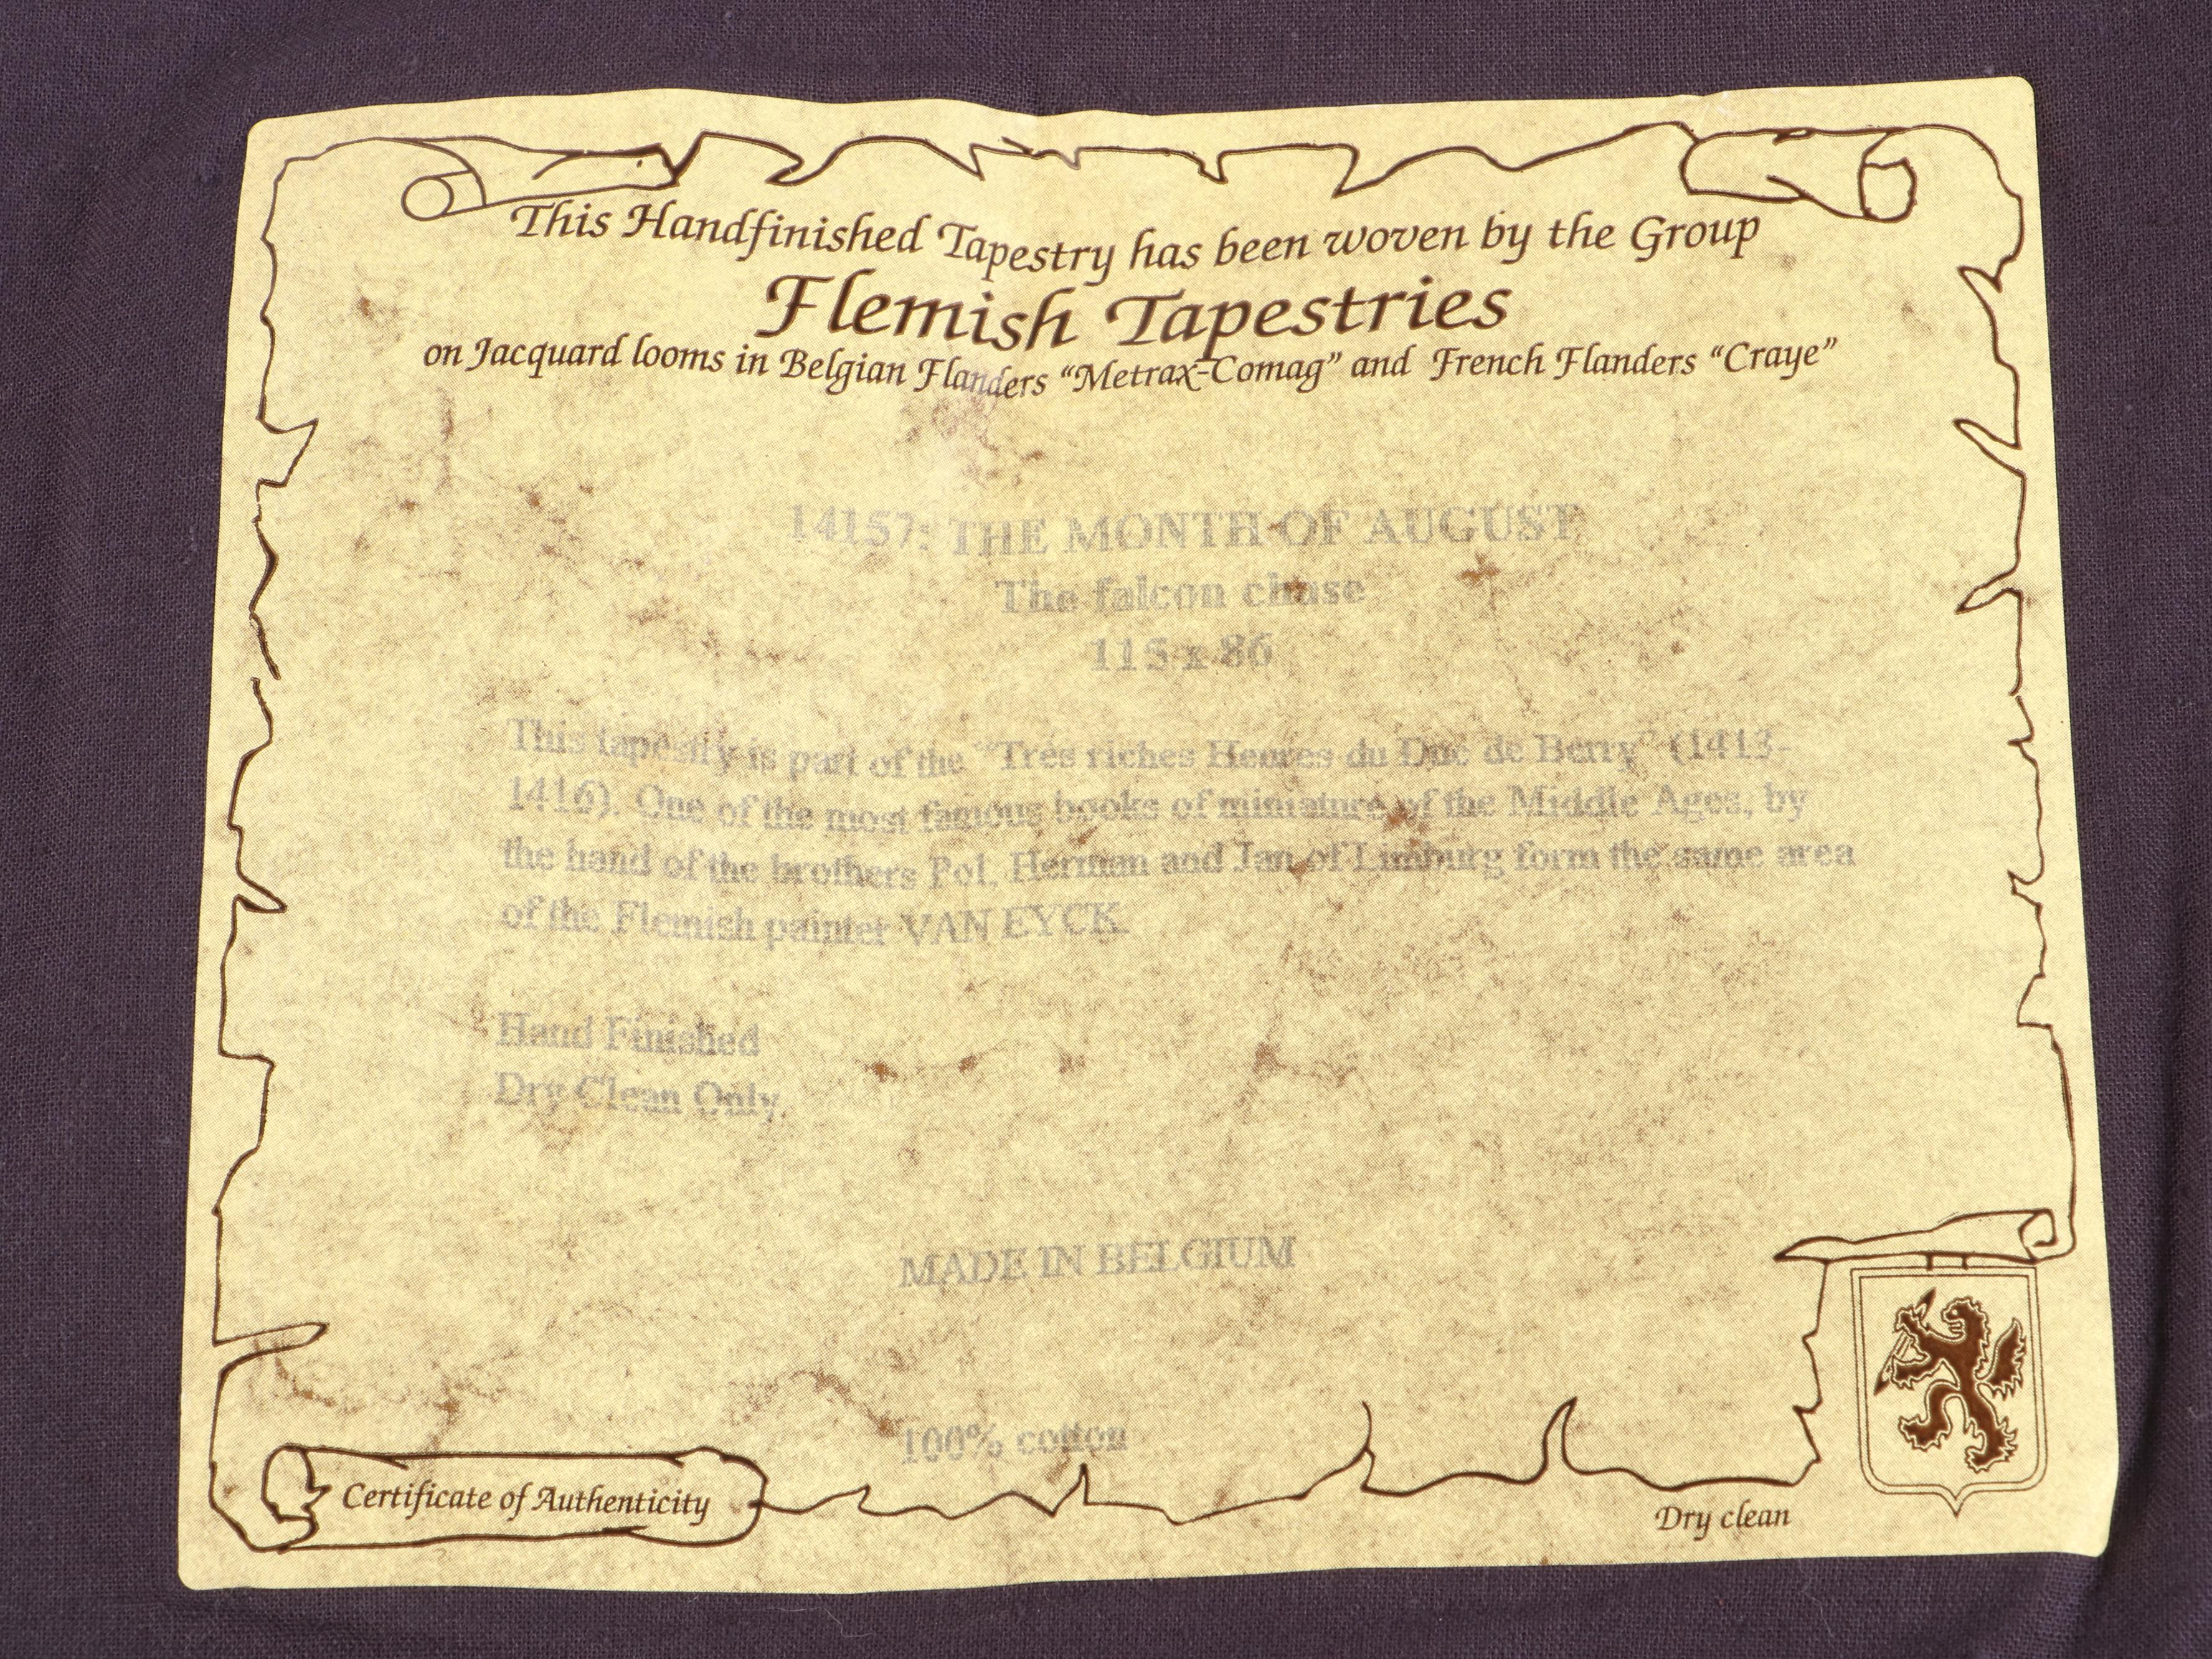 This Handfinished Tapestry has been woven by the Group
Flemish Tapestries
on Jacquard looms in Belgian Flanders “Metrax-Comag” and French Flanders “Craye”
14157: THE MONTH OF AUGUST
The falcon chase
115 x 86
This tapestry is part of the "Trés riches Heures du Duc de Berry" (1413-
1416). One of the most famous books of miniature of the Middle Ages, by
the hand of the brothers Pol, Herman and Jan of Limburg form the same area
of the Flemish painter VAN EYCK.
Hand Finished
Dry Clean Only.
MADE IN BELGIUM
100% cotton
Certificate of Authenticity
Dry clean